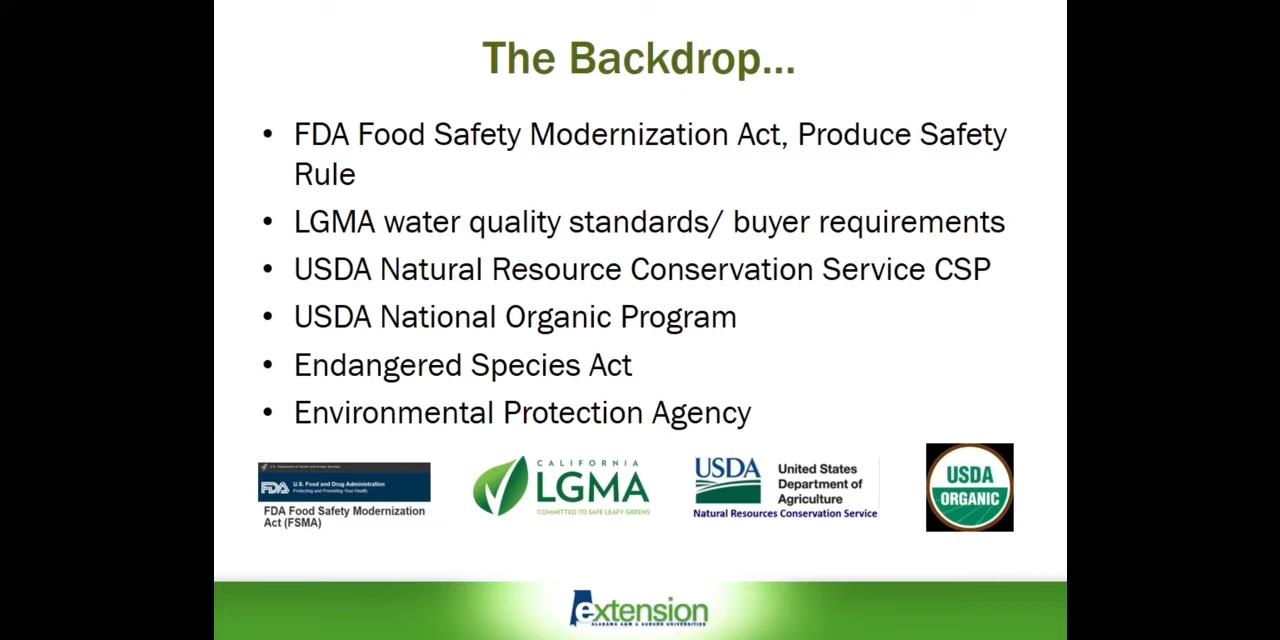 The Backdrop...
• FDA Food Safety Modernization Act, Produce Safety
Rule
• LGMA water quality standards/ buyer requirements
• USDA Natural Resource Conservation Service CSP
• USDA National Organic Program
• Endangered Species Act
• Environmental Protection Agency
U.S. Department of Health and Human Services
FDA U.S. Food and Drug Administration
Protecting and Promoting Your Health
FDA Food Safety Modernization
Act (FSMA)
CALIFORNIA
LGMA
COMMITTED TO SAFE LEAFY GREENS
USDA
United States
Department of
Agriculture
Natural Resources Conservation Service
USDA
ORGANIC
extension
ALABAMA A&M & AUBURN UNIVERSITIES